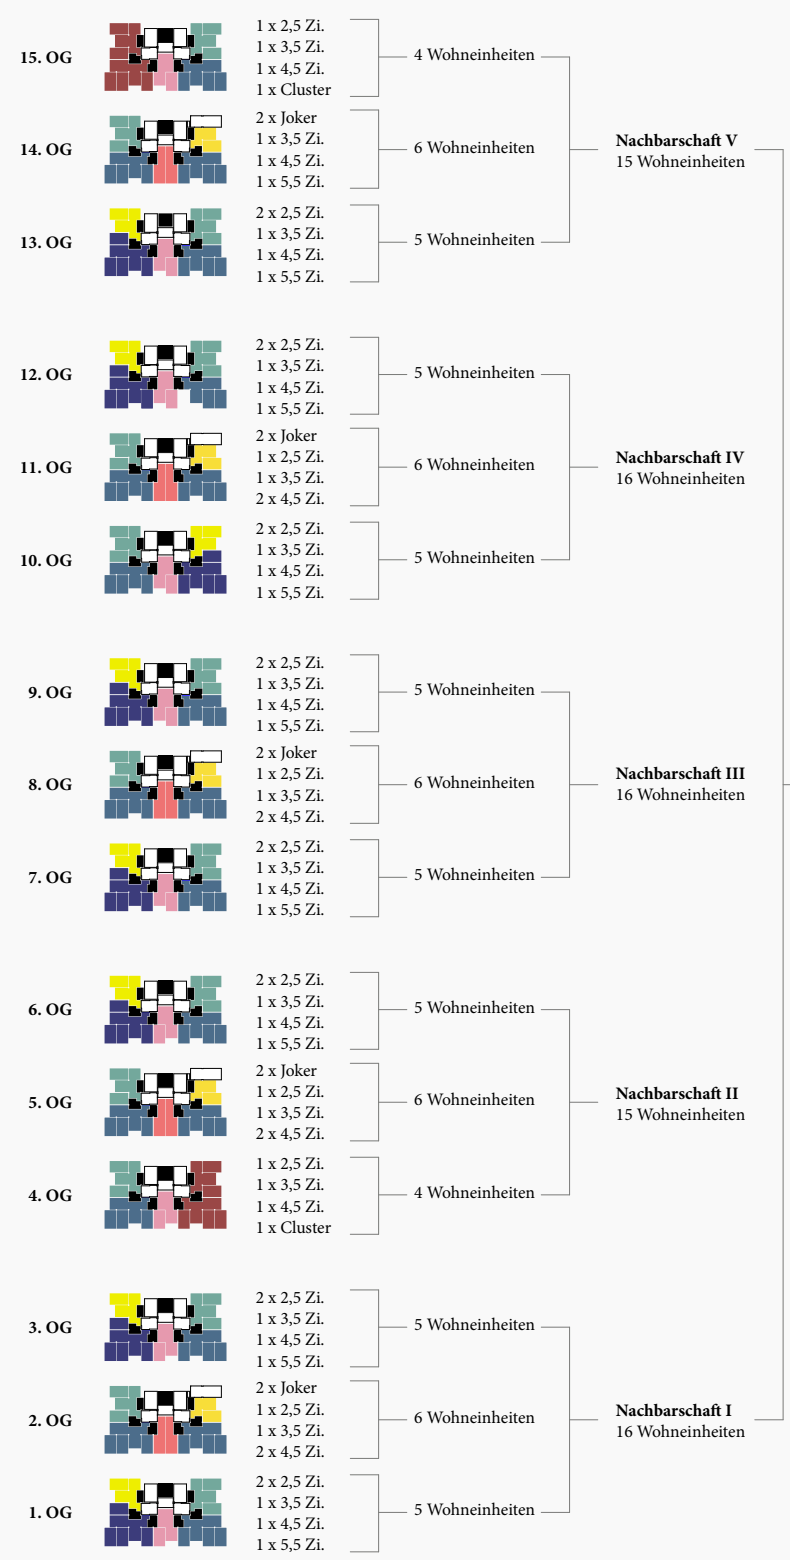 15. OG
1 x 2,5 Zi.
1 x 3,5 Zi.
1 x 4,5 Zi.
1 x Cluster
4 Wohneinheiten
14. OG
2 x Joker
1 x 3,5 Zi.
1 x 4,5 Zi.
1 x 5,5 Zi.
6 Wohneinheiten
Nachbarschaft V
15 Wohneinheiten
13. OG
2 x 2,5 Zi.
1 x 3,5 Zi.
1 x 4,5 Zi.
1 x 5,5 Zi.
5 Wohneinheiten
12. OG
2 x 2,5 Zi.
1 x 3,5 Zi.
1 x 4,5 Zi.
1 x 5,5 Zi.
5 Wohneinheiten
11. OG
2 x Joker
1 x 2,5 Zi.
1 x 3,5 Zi.
2 x 4,5 Zi.
6 Wohneinheiten
Nachbarschaft IV
16 Wohneinheiten
10. OG
2 x 2,5 Zi.
1 x 3,5 Zi.
1 x 4,5 Zi.
1 x 5,5 Zi.
5 Wohneinheiten
9. OG
2 x 2,5 Zi.
1 x 3,5 Zi.
1 x 4,5 Zi.
1 x 5,5 Zi.
5 Wohneinheiten
8. OG
2 x Joker
1 x 2,5 Zi.
1 x 3,5 Zi.
2 x 4,5 Zi.
6 Wohneinheiten
Nachbarschaft III
16 Wohneinheiten
7. OG
2 x 2,5 Zi.
1 x 3,5 Zi.
1 x 4,5 Zi.
1 x 5,5 Zi.
5 Wohneinheiten
6. OG
2 x 2,5 Zi.
1 x 3,5 Zi.
1 x 4,5 Zi.
1 x 5,5 Zi.
5 Wohneinheiten
5. OG
2 x Joker
1 x 2,5 Zi.
1 x 3,5 Zi.
2 x 4,5 Zi.
6 Wohneinheiten
Nachbarschaft II
15 Wohneinheiten
4. OG
1 x 2,5 Zi.
1 x 3,5 Zi.
1 x 4,5 Zi.
1 x Cluster
4 Wohneinheiten
3. OG
2 x 2,5 Zi.
1 x 3,5 Zi.
1 x 4,5 Zi.
1 x 5,5 Zi.
5 Wohneinheiten
2. OG
2 x Joker
1 x 2,5 Zi.
1 x 3,5 Zi.
2 x 4,5 Zi.
6 Wohneinheiten
Nachbarschaft I
16 Wohneinheiten
1. OG
2 x 2,5 Zi.
1 x 3,5 Zi.
1 x 4,5 Zi.
1 x 5,5 Zi.
5 Wohneinheiten